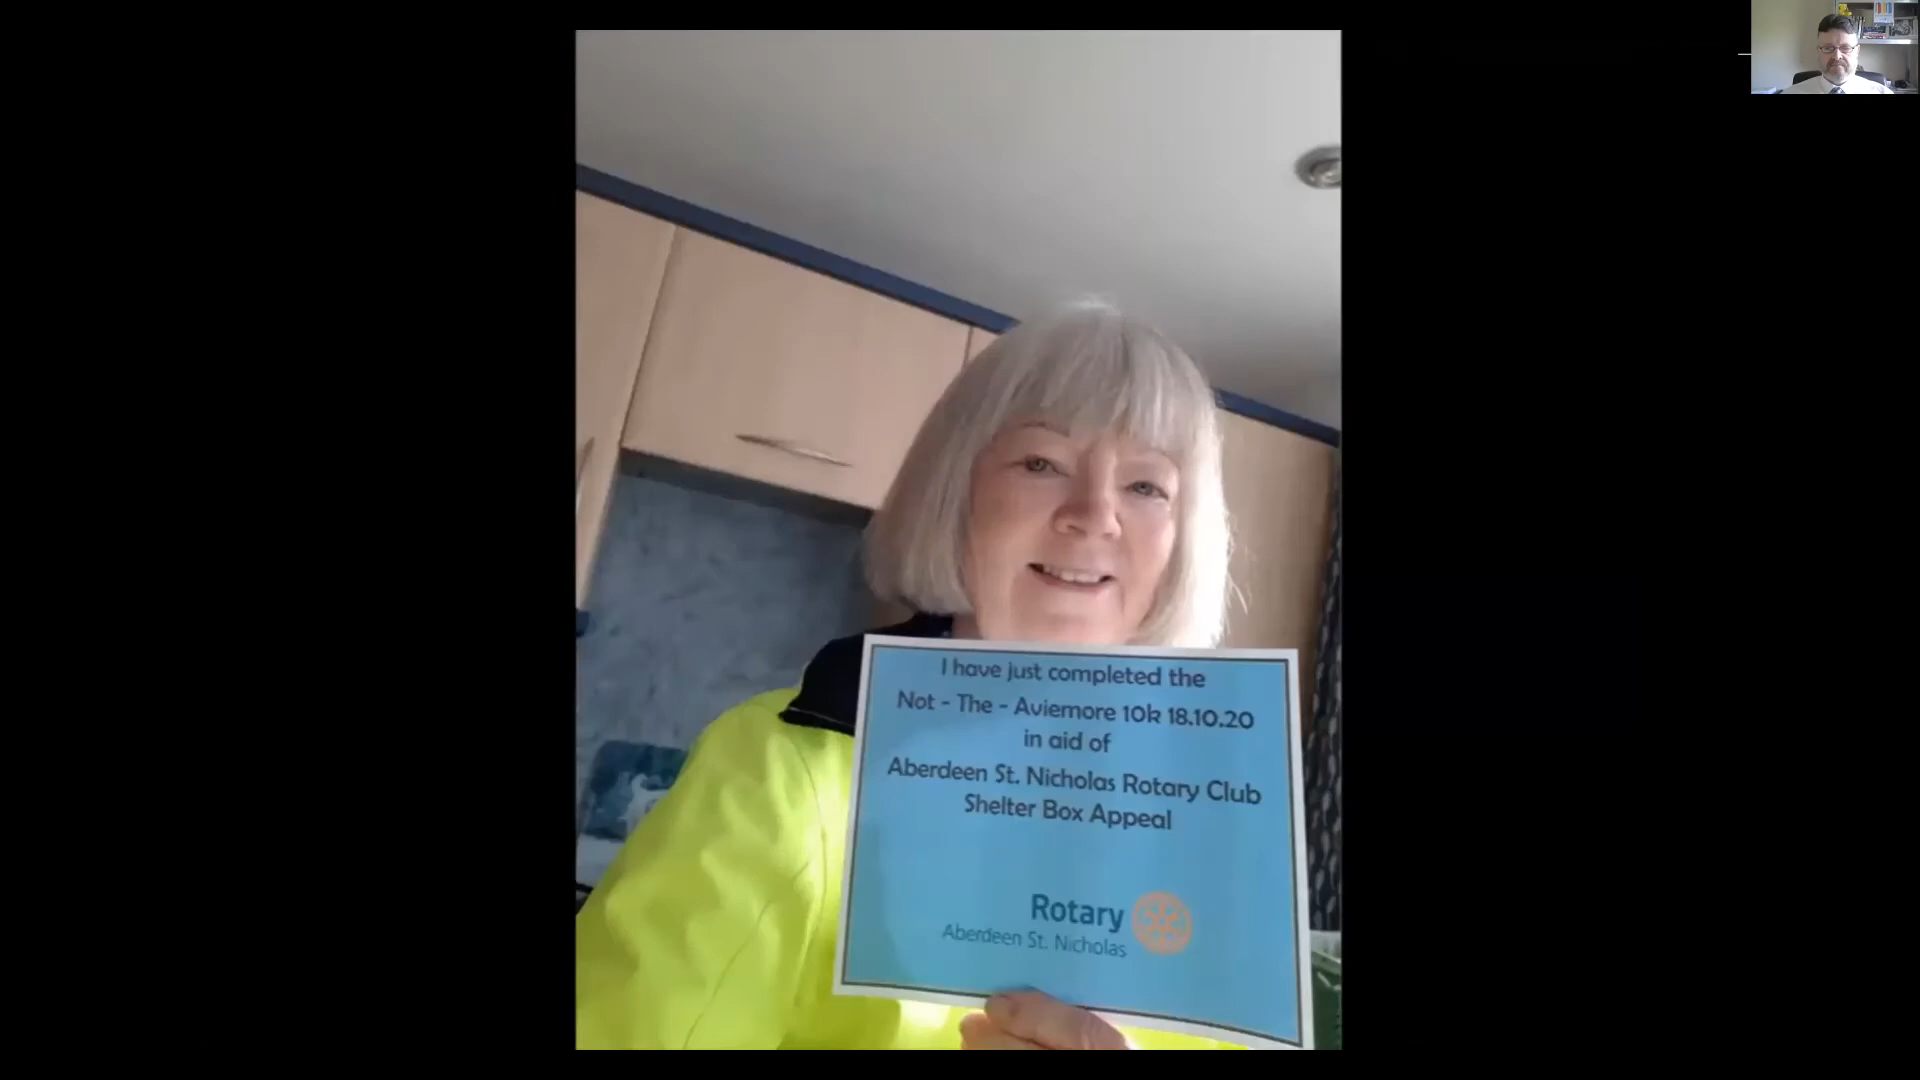 I have just completed the
Not - The - Aviemore 10k 18.10.20
in aid of
Aberdeen St. Nicholas Rotary Club
Shelter Box Appeal
Rotary
Aberdeen St. Nicholas